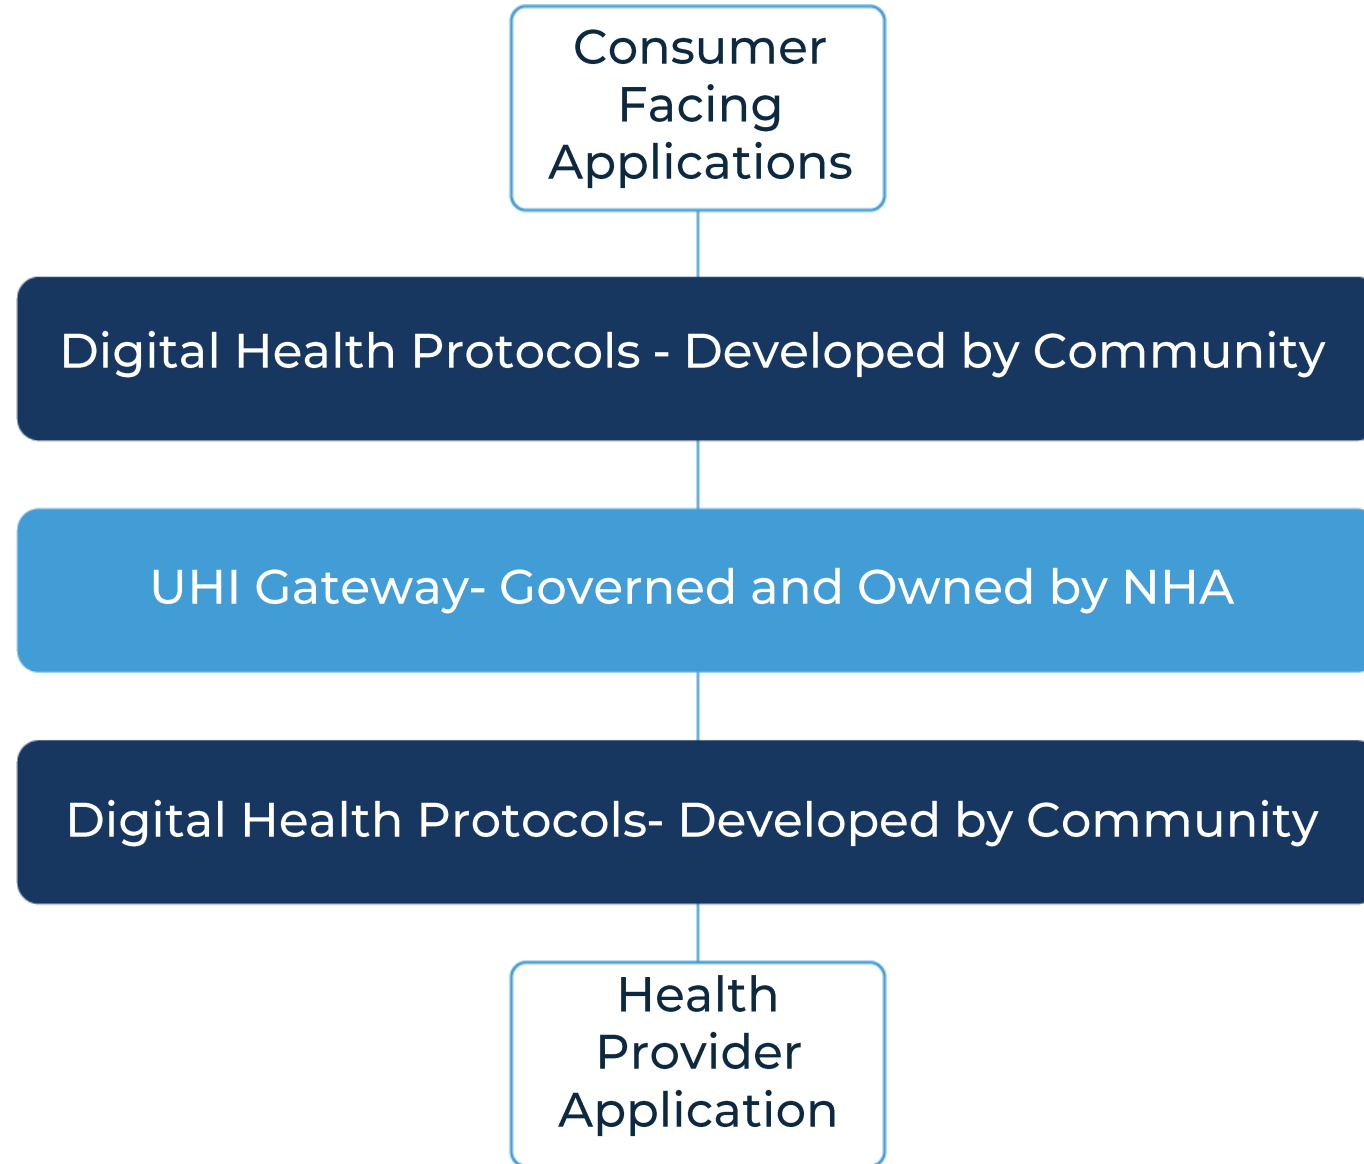 Consumer
Facing
Applications
Digital Health Protocols - Developed by Community
UHI Gateway- Governed and Owned by NHA
Digital Health Protocols- Developed by Community
Health
Provider
Application